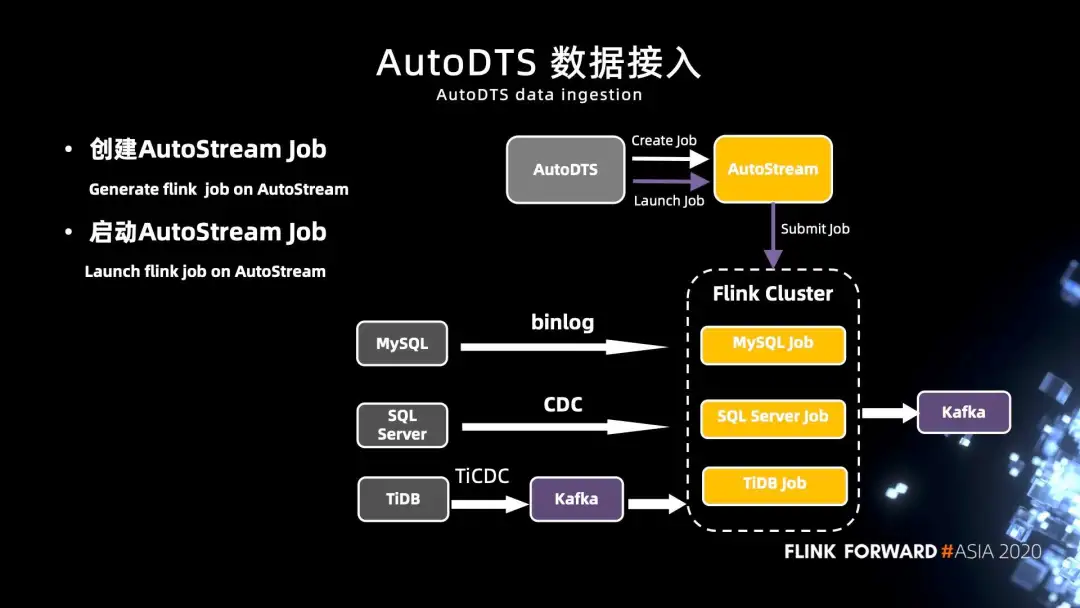 AutoDTS 数据接入
AutoDTS data ingestion
• 创建AutoStream Job
Generate flink job on AutoStream
• 启动AutoStream Job
Launch flink job on AutoStream
AutoDTS
Create Job
Launch Job
AutoStream
Submit Job
Flink Cluster
MySQL
binlog
MySQL Job
SQL
Server
CDC
SQL Server Job
Kafka
TiDB
TiCDC
Kafka
TiDB Job
FLINK FORWARD #ASIA 2020